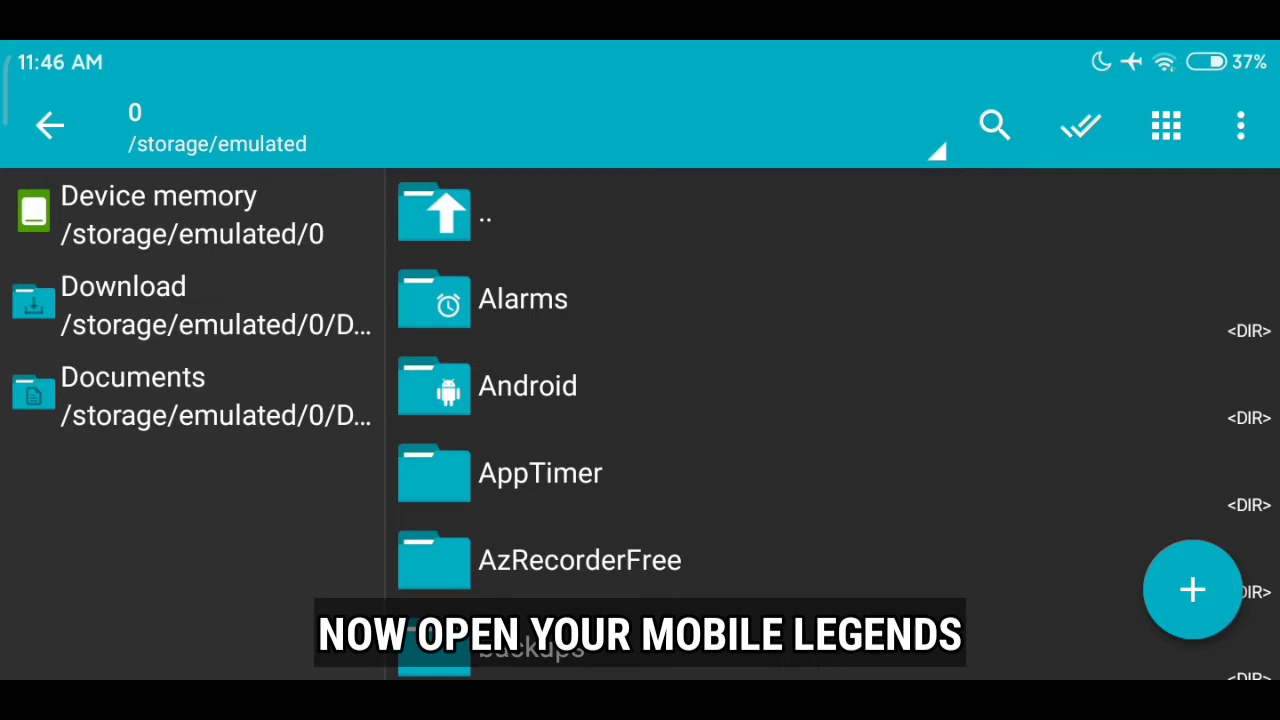 11:46 AM
37%
0
/storage/emulated
Device memory
/storage/emulated/0
Download
/storage/emulated/0/D...
Documents
/storage/emulated/0/D...
..
Alarms
<DIR>
Android
<DIR>
AppTimer
<DIR>
AzRecorderFree
DIR>
NOW OPEN YOUR MOBILE LEGENDS
backups
<DIR>